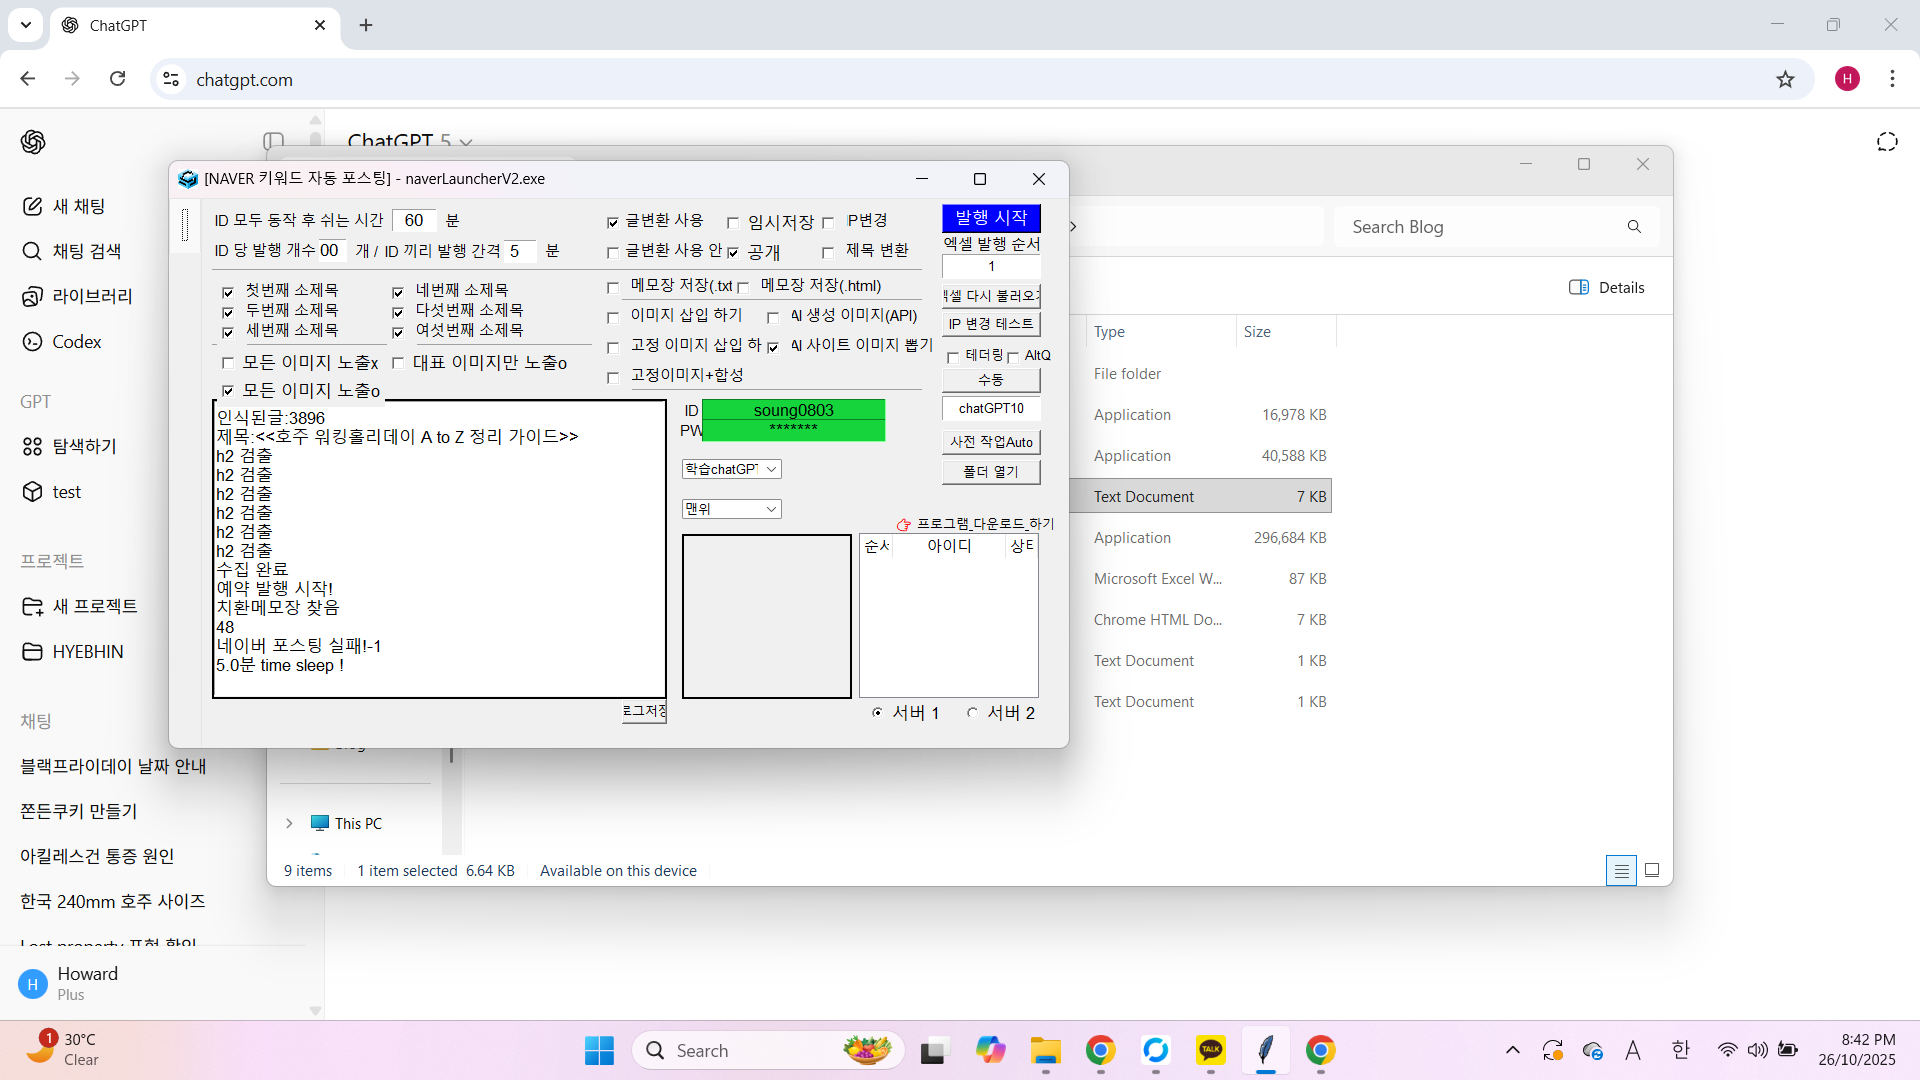 ChatGPT
chatgpt.com
H
ChatGPT 5
새 채팅
채팅 검색
라이브러리
Codex
GPT
탐색하기
test
프로젝트
새 프로젝트
HYEBHIN
채팅
블랙프라이데이 날짜 안내
쫀든쿠키 만들기
아킬레스건 통증 원인
한국 240mm 호주 사이즈
Lost property 표현 확인
H
Howard
Plus
[NAVER 키워드 자동 포스팅] - naverLauncherV2.exe
ID 모두 동작 후 쉬는 시간 60 분
ID 당 발행 개수 00 개 / ID 끼리 발행 간격 5 분
글변환 사용 임시저장 IP변경
글변환 사용 안 공개 제목 변환
첫번째 소제목 네번째 소제목
두번째 소제목 다섯번째 소제목
세번째 소제목 여섯번째 소제목
모든 이미지 노출x 대표 이미지만 노출o
모든 이미지 노출o
메모장 저장(.txt 메모장 저장(.html)
이미지 삽입 하기 AI 생성 이미지(API)
고정 이미지 삽입 하 AI 사이트 이미지 뽑기
고정이미지+합성
발행 시작
엑셀 발행 순서
1
엑셀 다시 불러오기
IP 변경 테스트
테더링 AltQ
수동
chatGPT10
사전 작업Auto
폴더 열기
인식된글:3896
제목:<<호주 워킹홀리데이 A to Z 정리 가이드>>
h2 검출
h2 검출
h2 검출
h2 검출
h2 검출
h2 검출
수집 완료
예약 발행 시작!
치환메모장 찾음
48
네이버 포스팅 실패!-1
5.0분 time sleep !
로그저장
ID soung0803
PW *******
학습chatGPT
맨위
프로그램_다운로드_하기
순서 아이디 상태
서버 1 서버 2
Search Blog
Details
Type Size
File folder
Application 16,978 KB
Application 40,588 KB
Text Document 7 KB
Application 296,684 KB
Microsoft Excel W... 87 KB
Chrome HTML Do... 7 KB
Text Document 1 KB
Text Document 1 KB
This PC
9 items 1 item selected 6.64 KB Available on this device
1
30°C
Clear
Search
TALK
A
한
8:42 PM
26/10/2025